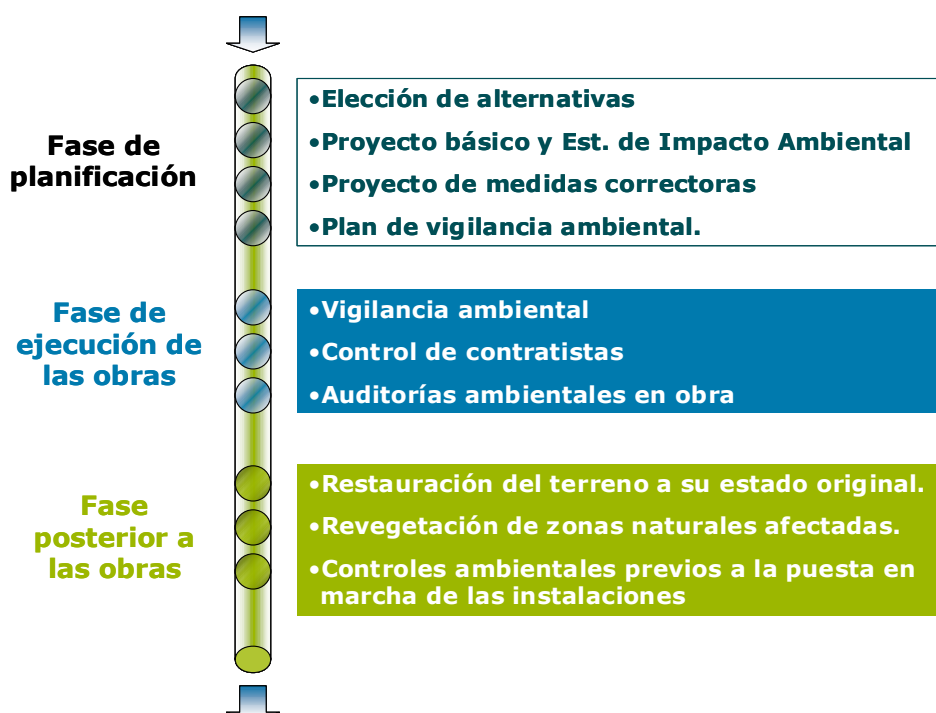 Fase de
planificación
•Elección de alternativas
•Proyecto básico y Est. de Impacto Ambiental
•Proyecto de medidas correctoras
•Plan de vigilancia ambiental.
Fase de
ejecución de
las obras
•Vigilancia ambiental
•Control de contratistas
•Auditorías ambientales en obra
Fase
posterior a
las obras
•Restauración del terreno a su estado original.
•Revegetación de zonas naturales afectadas.
•Controles ambientales previos a la puesta en
marcha de las instalaciones